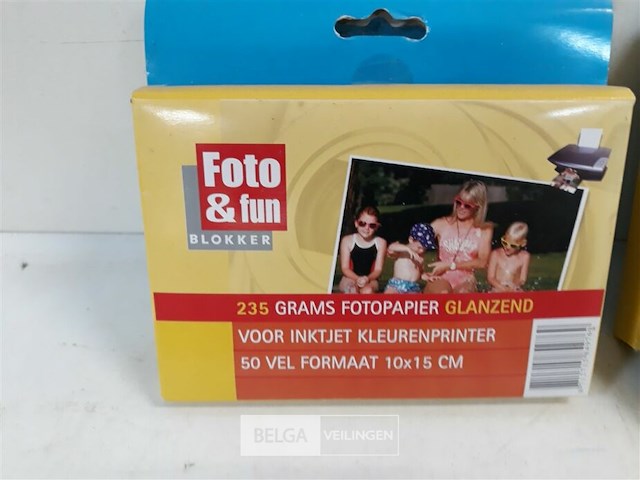 Foto
& fun
BLOKKER
235 GRAMS FOTOPAPIER GLANZEND
VOOR INKTJET KLEURENPRINTER
50 VEL FORMAAT 10x15 CM
BELGA VEILINGEN